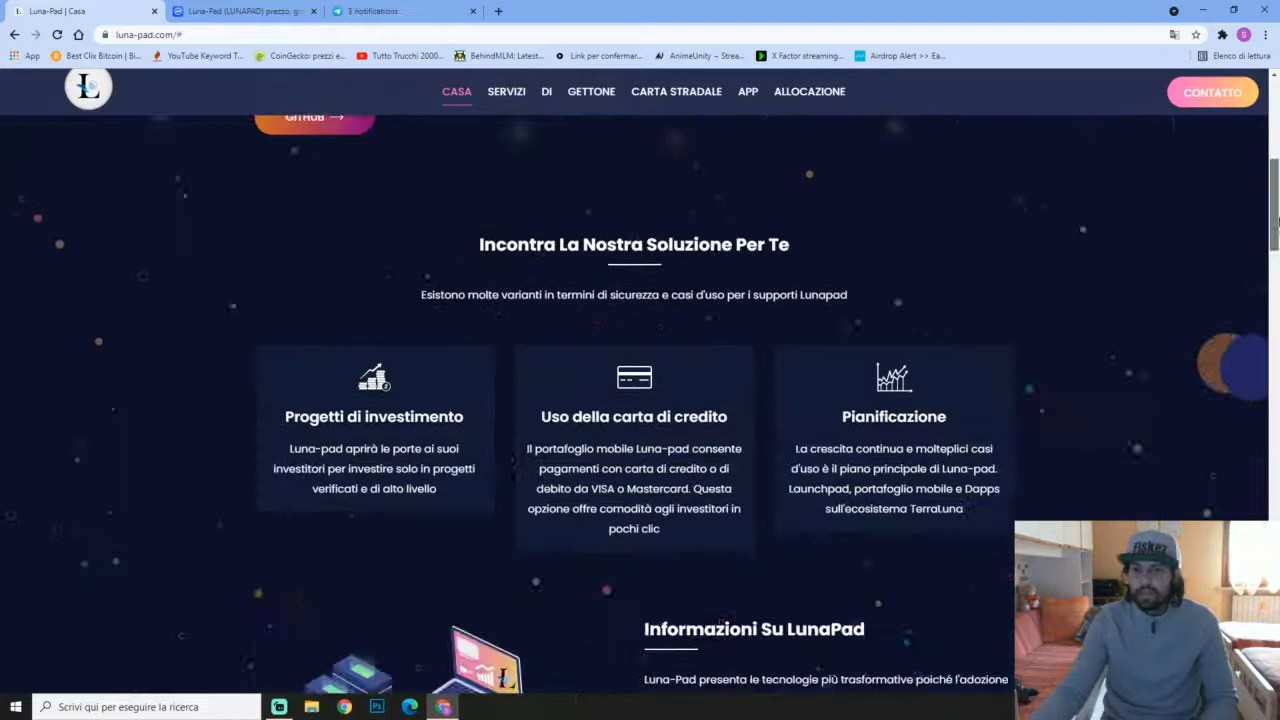 Luna-Pad | Casa
Luna-Pad (LUNAPAD) prezzo, gr
3 notifications
luna-pad.com/#
S
App
Best Clix Bitcoin | B...
YouTube Keyword T...
CoinGecko: prezzi e...
Tutto Trucchi 2000...
BehindMLM: Latest...
Link per confermar...
AnimeUnity ~ Strea...
X Factor streaming...
Airdrop Alert >> Ea...
Elenco di lettura
L
CASA
SERVIZI
DI
GETTONE
CARTA STRADALE
APP
ALLOCAZIONE
CONTATTO
GITHUB
Incontra La Nostra Soluzione Per Te
Esistono molte varianti in termini di sicurezza e casi d'uso per i supporti Lunapad
Progetti di investimento
Luna-pad aprirà le porte ai suoi
investitori per investire solo in progetti
verificati e di alto livello
Uso della carta di credito
Il portafoglio mobile Luna-pad consente
pagamenti con carta di credito o di
debito da VISA o Mastercard. Questa
opzione offre comodità agli investitori in
pochi clic
Pianificazione
La crescita continua e molteplici casi
d'uso è il piano principale di Luna-pad.
Launchpad, portafoglio mobile e Dapps
sull'ecosistema TerraLuna
Informazioni Su LunaPad
Luna-Pad presenta le tecnologie più trasformative poiché l'adozione
Scrivi qui per eseguire la ricerca
Ps